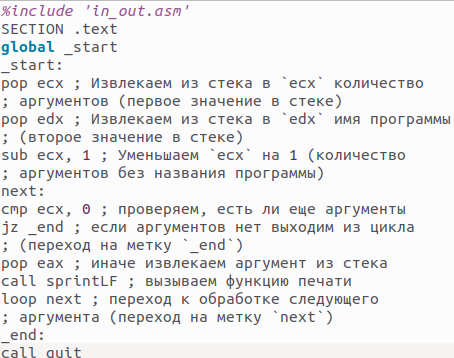 %include 'in_out.asm'
SECTION .text
global _start
_start:
pop ecx ; Извлекаем из стека в `ecx` количество
; аргументов (первое значение в стеке)
pop edx ; Извлекаем из стека в `edx` имя программы
; (второе значение в стеке)
sub ecx, 1 ; Уменьшаем `ecx` на 1 (количество
; аргументов без названия программы)
next:
cmp ecx, 0 ; проверяем, есть ли еще аргументы
jz _end ; если аргументов нет выходим из цикла
; (переход на метку `_end`)
pop eax ; иначе извлекаем аргумент из стека
call sprintLF ; вызываем функцию печати
loop next ; переход к обработке следующего
; аргумента (переход на метку `next`)
_end:
call quit